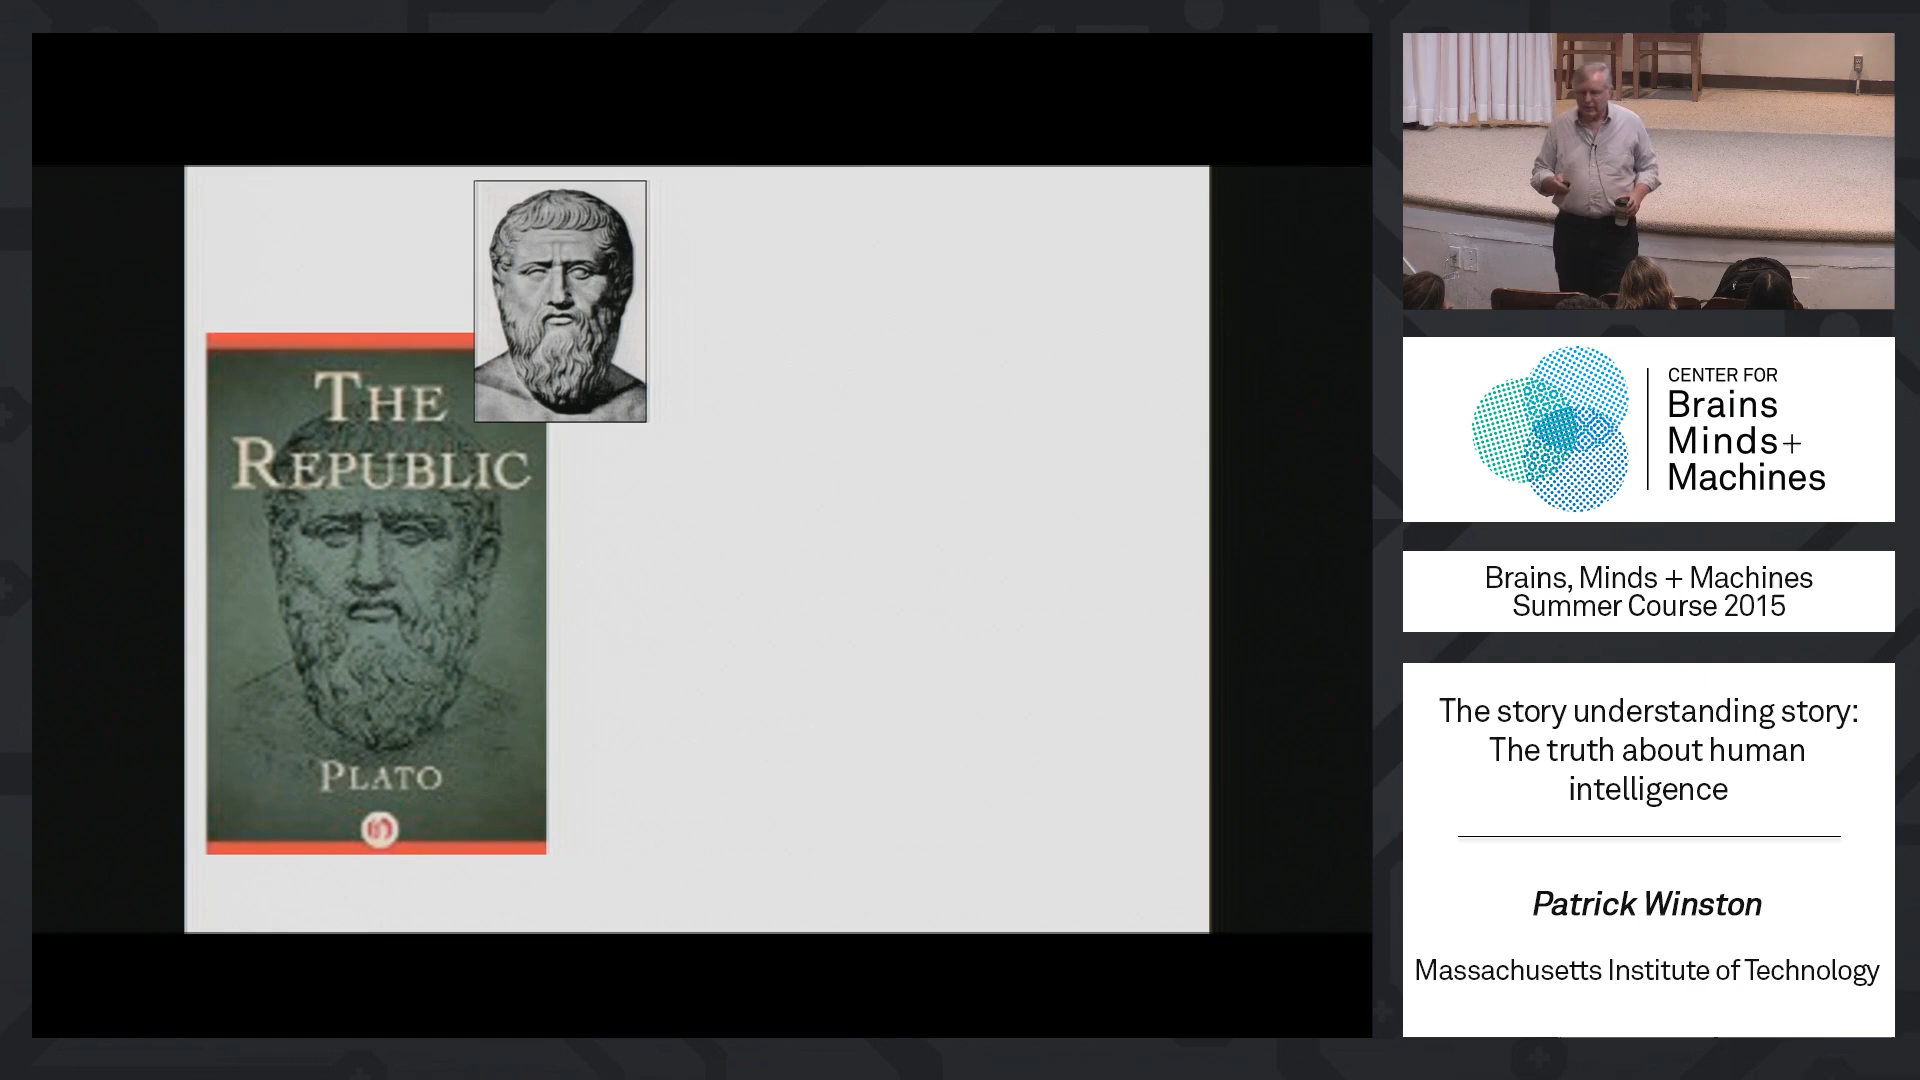 THE
REPUBLIC
PLATO
CENTER FOR
Brains
Minds+
Machines
Brains, Minds + Machines
Summer Course 2015
The story understanding story:
The truth about human
intelligence
Patrick Winston
Massachusetts Institute of Technology